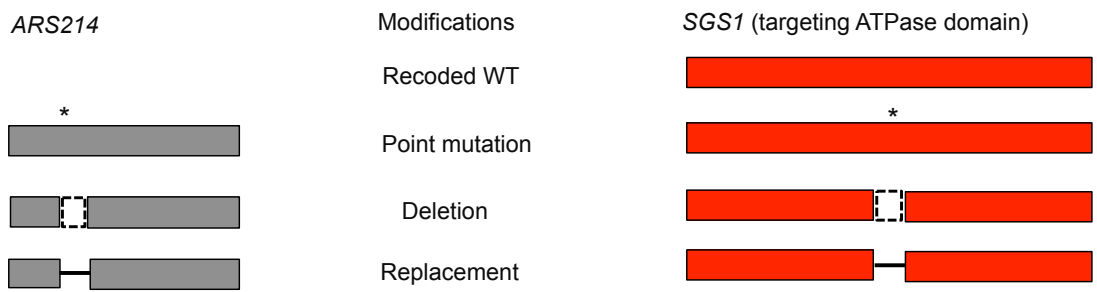 ARS214 Modifications SGS1 (targeting ATPase domain)
Recoded WT
* *
Point mutation
Deletion
Replacement